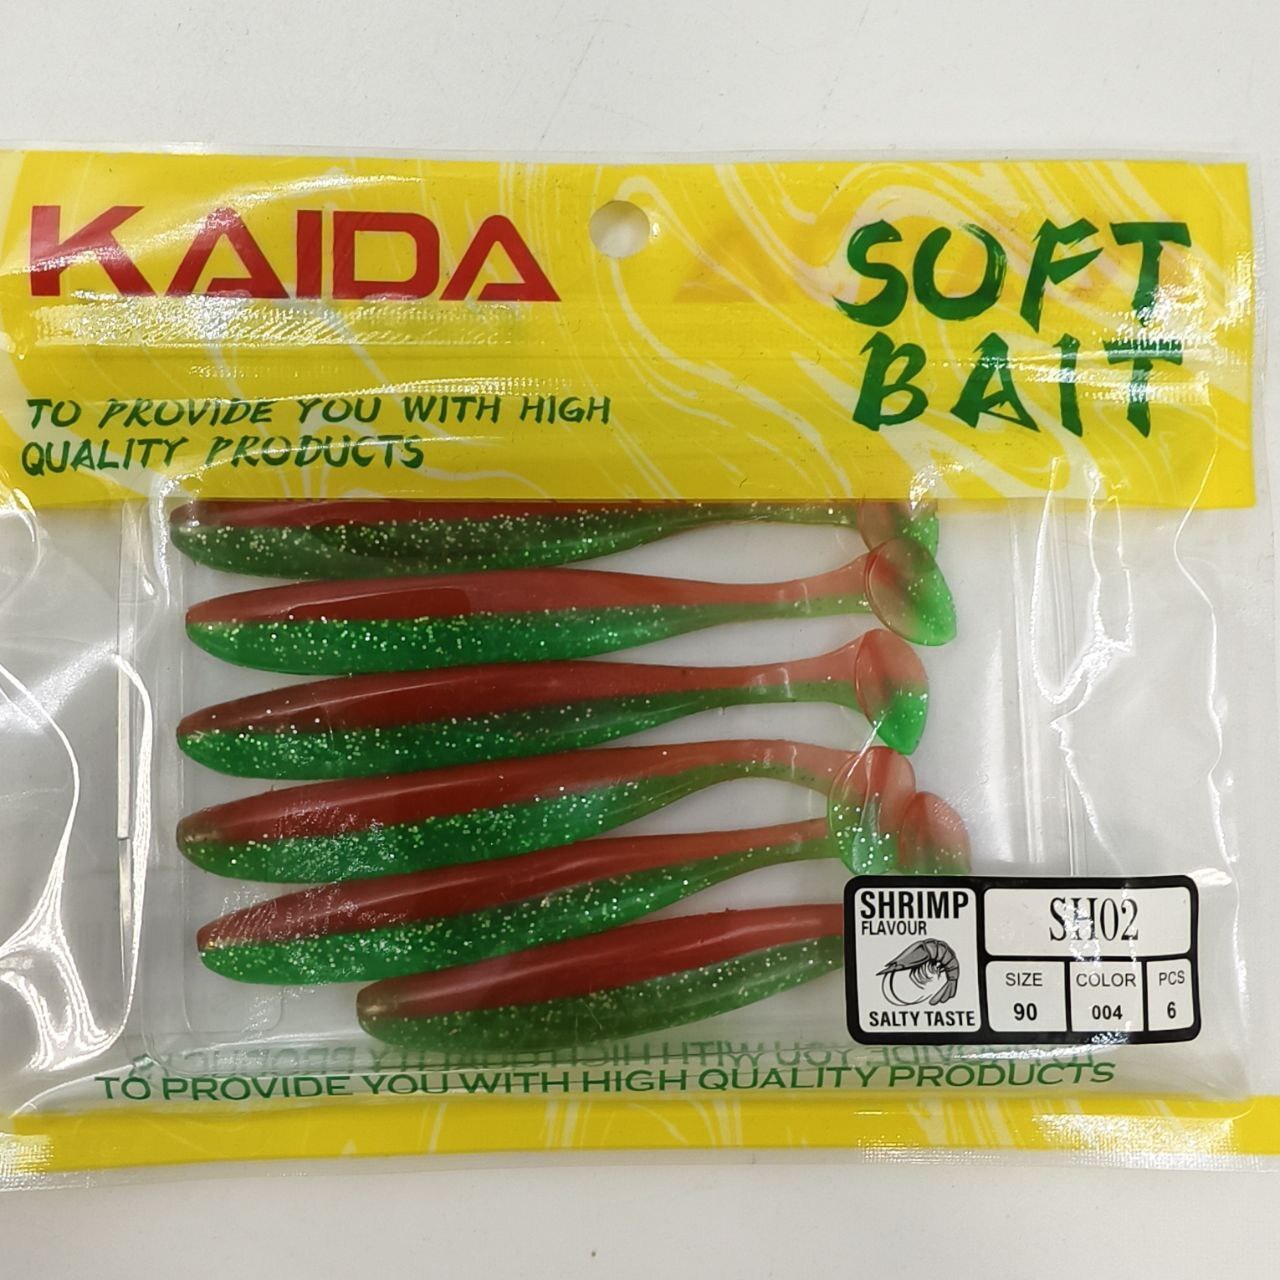 KAIDA
SOFT
BAIT
TO PROVIDE YOU WITH HIGH
QUALITY PRODUCTS
SHRIMP
FLAVOUR
SALTY TASTE
SH02
SIZE
90
COLOR
004
PCS
6
TO PROVIDE YOU WITH HIGH QUALITY PRODUCTS